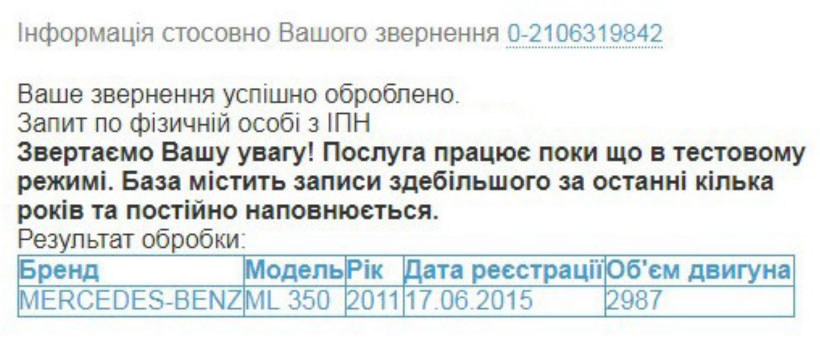 Інформація стосовно Вашого звернення 0-2106319842
Ваше звернення успішно оброблено.
Запит по фізичній особі з ІПН
Звертаємо Вашу увагу! Послуга працює поки що в тестовому
режимі. База містить записи здебільшого за останні кілька
років та постійно наповнюється.
Результат обробки:
Бренд Модель Рік Дата реєстрації Об'єм двигуна
MERCEDES-BENZ ML 350 2011 17.06.2015 2987